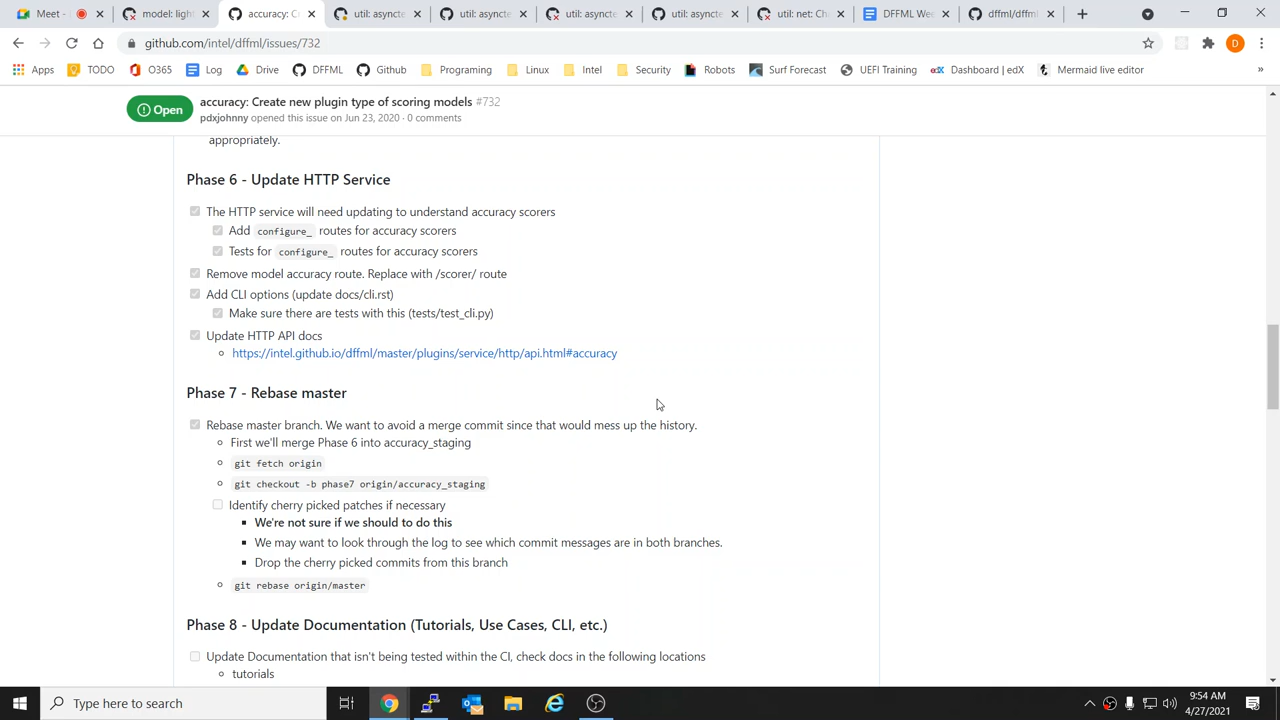 Meet -
model: light
accuracy: C
util: asyncte
util: asyncte
util: asyncte
util: asyncte
util: net: Ch
DFFML Wee
dffml/dffml
github.com/intel/dffml/issues/732
D
Apps
TODO
O365
Log
Drive
DFFML
Github
Programing
Linux
Intel
Security
Robots
Surf Forecast
UEFI Training
Dashboard | edX
Mermaid live editor
»
Open
accuracy: Create new plugin type of scoring models #732
pdxjohnny opened this issue on Jun 23, 2020 · 0 comments
appropriately.
Phase 6 - Update HTTP Service
The HTTP service will need updating to understand accuracy scorers
Add configure_ routes for accuracy scorers
Tests for configure_ routes for accuracy scorers
Remove model accuracy route. Replace with /scorer/ route
Add CLI options (update docs/cli.rst)
Make sure there are tests with this (tests/test_cli.py)
Update HTTP API docs
https://intel.github.io/dffml/master/plugins/service/http/api.html#accuracy
Phase 7 - Rebase master
Rebase master branch. We want to avoid a merge commit since that would mess up the history.
First we'll merge Phase 6 into accuracy_staging
git fetch origin
git checkout -b phase7 origin/accuracy_staging
Identify cherry picked patches if necessary
We're not sure if we should to do this
We may want to look through the log to see which commit messages are in both branches.
Drop the cherry picked commits from this branch
git rebase origin/master
Phase 8 - Update Documentation (Tutorials, Use Cases, CLI, etc.)
Update Documentation that isn't being tested within the CI, check docs in the following locations
tutorials
Type here to search
9:54 AM
4/27/2021